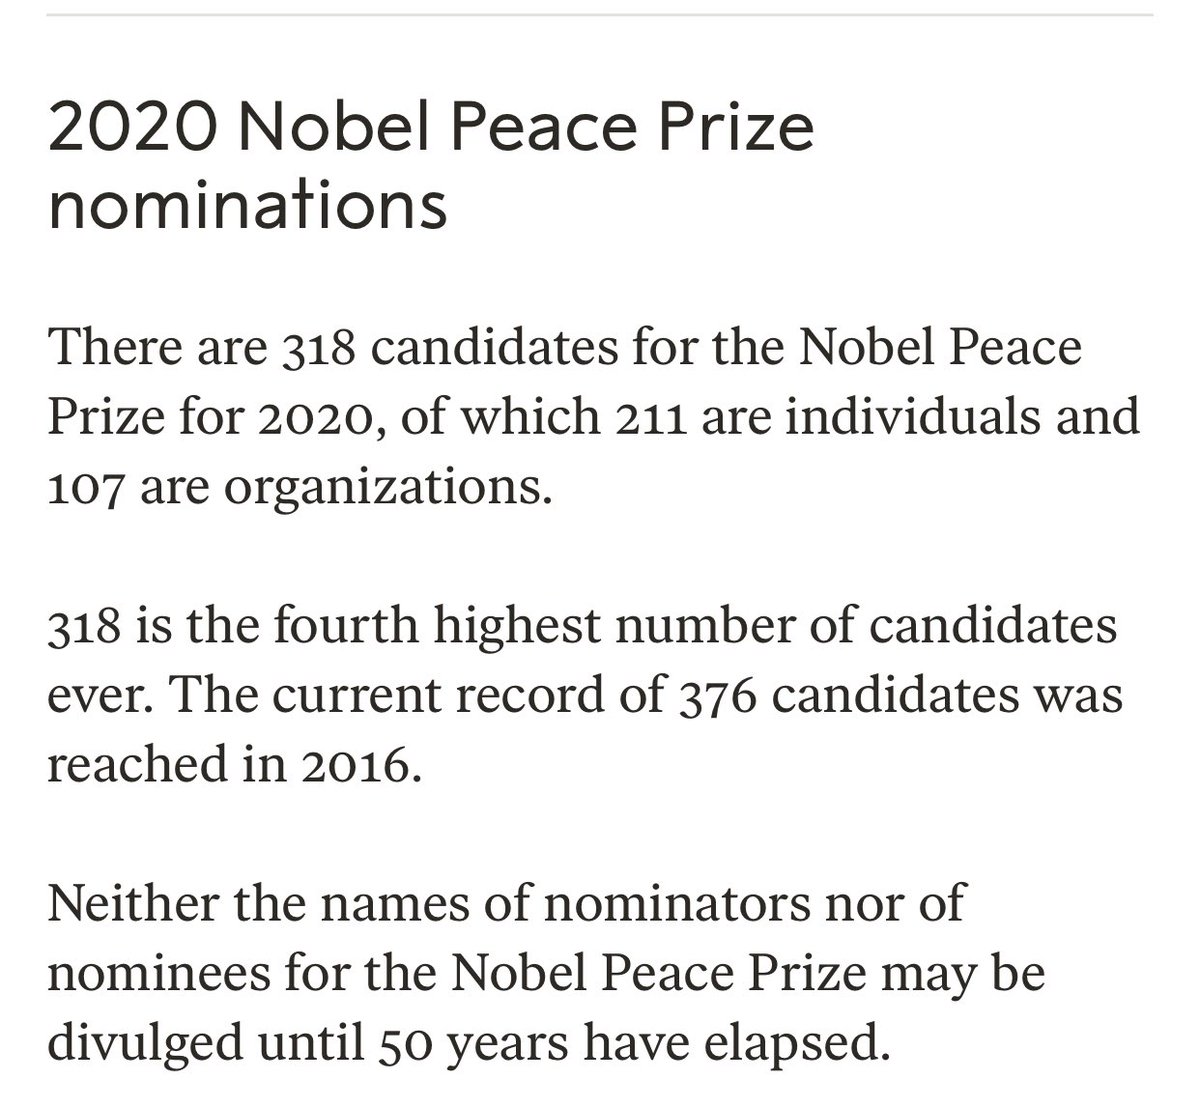 2020 Nobel Peace Prize
nominations
There are 318 candidates for the Nobel Peace
Prize for 2020, of which 211 are individuals and
107 are organizations.
318 is the fourth highest number of candidates
ever. The current record of 376 candidates was
reached in 2016.
Neither the names of nominators nor of
nominees for the Nobel Peace Prize may be
divulged until 50 years have elapsed.